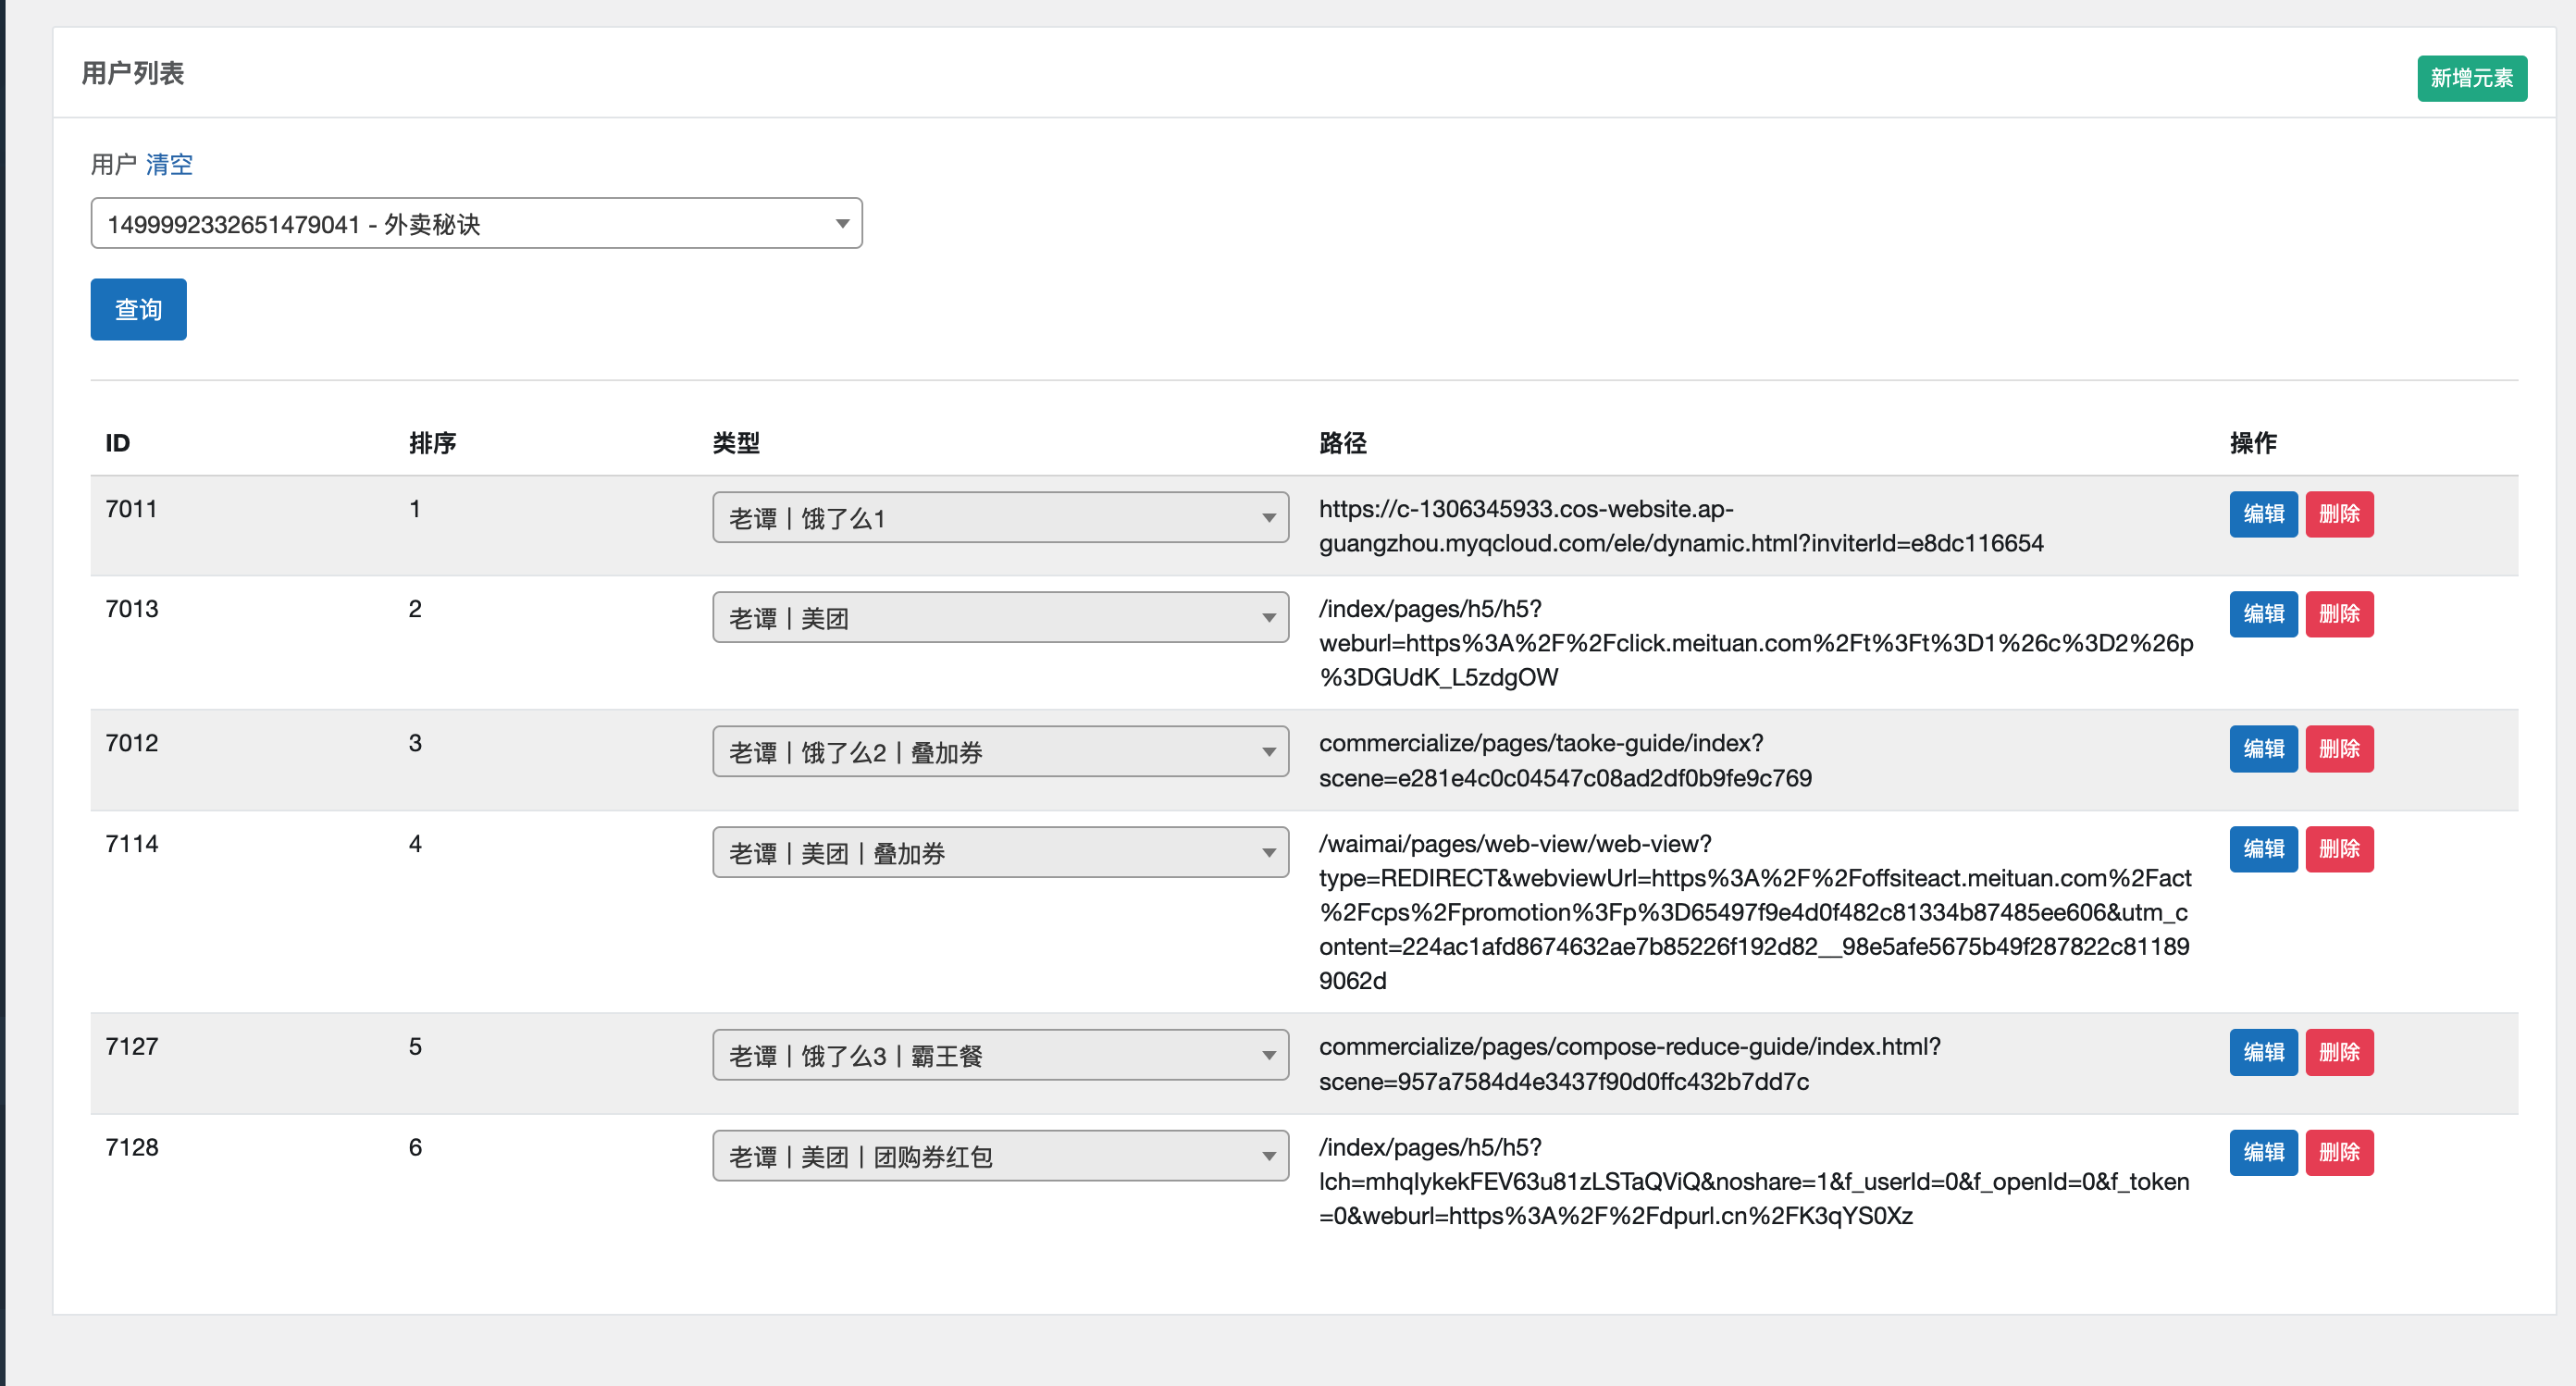 用户列表
新增元素
用户 清空
1499992332651479041 - 外卖秘诀
查询
ID 排序 类型 路径 操作
7011 1 老谭丨饿了么1 https://c-1306345933.cos-website.ap- 编辑 删除
guangzhou.myqcloud.com/ele/dynamic.html?inviterId=e8dc116654
7013 2 老谭丨美团 /index/pages/h5/h5? 编辑 删除
weburl=https%3A%2F%2Fclick.meituan.com%2Ft%3Ft%3D1%26c%3D2%26p
%3DGUdK_L5zdgOW
7012 3 老谭丨饿了么2丨叠加券 commercialize/pages/taoke-guide/index? 编辑 删除
scene=e281e4c0c04547c08ad2df0b9fe9c769
7114 4 老谭丨美团丨叠加券 /waimai/pages/web-view/web-view? 编辑 删除
type=REDIRECT&webviewUrl=https%3A%2F%2Foffsiteact.meituan.com%2Fact
%2Fcps%2Fpromotion%3Fp%3D65497f9e4d0f482c81334b87485ee606&utm_c
ontent=224ac1afd8674632ae7b85226f192d82__98e5afe5675b49f287822c81189
9062d
7127 5 老谭丨饿了么3丨霸王餐 commercialize/pages/compose-reduce-guide/index.html? 编辑 删除
scene=957a7584d4e3437f90d0ffc432b7dd7c
7128 6 老谭丨美团丨团购券红包 /index/pages/h5/h5? 编辑 删除
lch=mhqlykekFEV63u81zLSTaQViQ&noshare=1&f_userId=0&f_openId=0&f_token
=0&weburl=https%3A%2F%2Fdpurl.cn%2FK3qYS0Xz